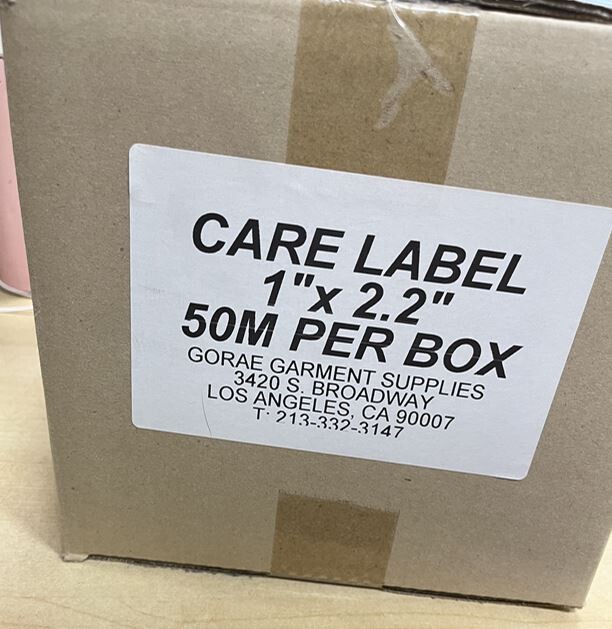 CARE LABEL
1"x 2.2"
50M PER BOX
GORAE GARMENT SUPPLIES
3420 S. BROADWAY
LOS ANGELES, CA 90007
T: 213-332-3147